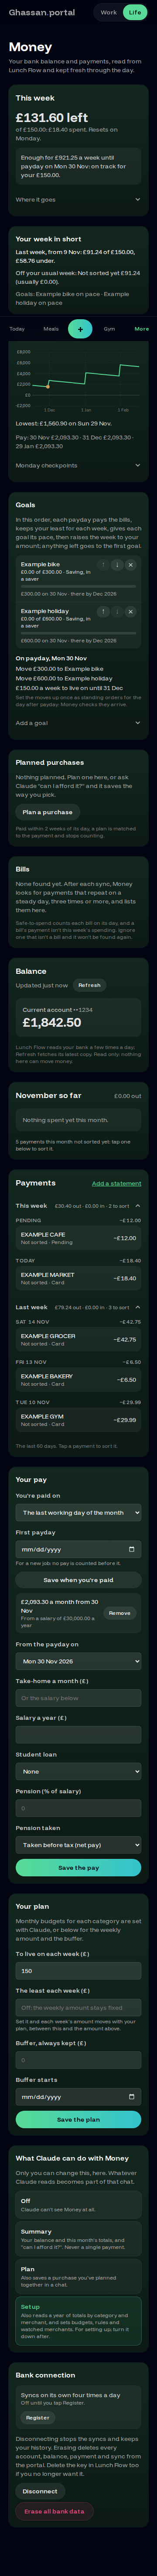 Ghassan.portal
Work
Life
Money
Your bank balance and payments, read from
Lunch Flow and kept fresh through the day.
This week
£131.60 left
of £150.00: £18.40 spent. Resets on
Monday.
Enough for £921.25 a week until
payday on Mon 30 Nov: on track for
your £150.00.
Where it goes
Your week in short
Last week, from 9 Nov: £91.24 of £150.00,
£58.76 under.
Off your usual week: Not sorted yet £91.24
(usually £0.00).
Goals: Example bike on pace · Example
holiday on pace
Today
Meals
+
Gym
More
£8,000
£6,000
£4,000
£2,000
£0
-£2,000
1 Dec
1 Jan
1 Feb
Lowest: £1,560.90 on Sun 29 Nov.
Pay: 30 Nov £2,093.30 · 31 Dec £2,093.30 ·
29 Jan £2,093.30
Monday checkpoints
Goals
In this order, each payday pays the bills,
keeps your least for each week, gives each
goal its pace, then raises the week to your
amount; anything left goes to the first goal.
Example bike
£0.00 of £300.00 · Saving, in
a saver
↑
↓
×
£300.00 on 30 Nov · there by Dec 2026
Example holiday
£0.00 of £600.00 · Saving, in
a saver
↑
↓
×
£600.00 on 30 Nov · there by Dec 2026
On payday, Mon 30 Nov
Move £300.00 to Example bike
Move £600.00 to Example holiday
£150.00 a week to live on until 31 Dec
Set the moves up once as standing orders for the
day after payday: Money changes when they arrive.
Add a goal
Planned purchases
Nothing planned. Plan one here, or ask
Claude "can I afford it?" and it saves the
way you pick.
Plan a purchase
Paid within 2 weeks of its day, a plan is matched
to the payment and stops counting.
Bills
None found yet. After each sync, Money
looks for payments that repeat on a
steady day, three times or more, and lists
them here.
Safe-to-spend counts each bill on its day, and a
bill's payment isn't this week's spending. Ignore
one that isn't a bill and it won't be found again.
Balance
Updated just now
Refresh
Current account ••1234
£1,842.50
Lunch Flow reads your bank a few times a day;
Refresh fetches its latest copy. Read only: nothing
here can move money.
November so far
£0.00 out
Nothing spent yet this month.
5 payments this month not sorted yet: tap one
below to sort it.
Payments
Add a statement
This week
£30.40 out · £0.00 in · 2 to sort
PENDING
−£12.00
EXAMPLE CAFE
Not sorted · Pending
−£12.00
TODAY
−£18.40
EXAMPLE MARKET
Not sorted · Card
−£18.40
Last week
£79.24 out · £0.00 in · 3 to sort
SAT 14 NOV
−£42.75
EXAMPLE GROCER
Not sorted · Card
−£42.75
FRI 13 NOV
−£6.50
EXAMPLE BAKERY
Not sorted · Card
−£6.50
TUE 10 NOV
−£29.99
EXAMPLE GYM
Not sorted · Card
−£29.99
The last 60 days. Tap a payment to sort it.
Your pay
You're paid on
The last working day of the month
First payday
mm/dd/yyyy
For a new job: no pay is counted before it.
Save when you're paid
£2,093.30 a month from 30
Nov
From a salary of £30,000.00 a
year
Remove
From the payday on
Mon 30 Nov 2026
Take-home a month (£)
Or the salary below
Salary a year (£)
Student loan
None
Pension (% of salary)
0
Pension taken
Taken before tax (net pay)
Save the pay
Your plan
Monthly budgets for each category are set
with Claude, or below for the weekly
amount and the buffer.
To live on each week (£)
150
The least each week (£)
Off: the weekly amount stays fixed
Set it and each week's amount moves with your
plan, between this and the amount above.
Buffer, always kept (£)
0
Buffer starts
mm/dd/yyyy
Save the plan
What Claude can do with Money
Only you can change this, here. Whatever
Claude reads becomes part of that chat.
Off
Claude can't see Money at all.
Summary
Your balance and this month's totals, and
"can I afford it?". Never a single payment.
Plan
Also saves a purchase you've planned
together in a chat.
Setup
Also reads a year of totals by category and
merchant, and sets budgets, rules and
watched merchants. For setting up; turn it
down after.
Bank connection
Syncs on its own four times a day
Off until you tap Register.
Register
Disconnecting stops the syncs and keeps
your history. Erasing deletes every
account, balance, payment and sync from
the portal. Delete the key in Lunch Flow too
if you no longer want it.
Disconnect
Erase all bank data